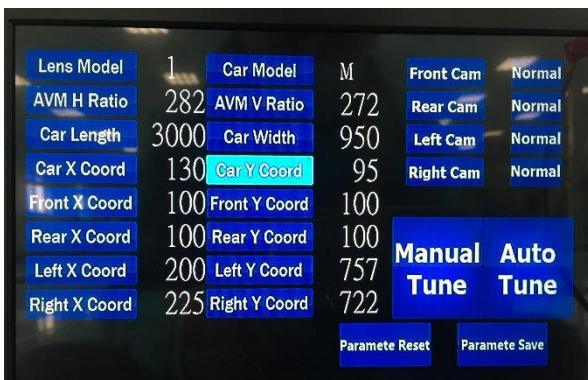 Lens Model 1 Car Model M Front Cam Normal
AVM H Ratio 282 AVM V Ratio 272 Rear Cam Normal
Car Length 3000 Car Width 950 Left Cam Normal
Car X Coord 130 Car Y Coord 95 Right Cam Normal
Front X Coord 100 Front Y Coord 100
Rear X Coord 100 Rear Y Coord 100
Left X Coord 200 Left Y Coord 757
Right X Coord 225 Right Y Coord 722
Manual Tune
Auto Tune
Paramete Reset Paramete Save